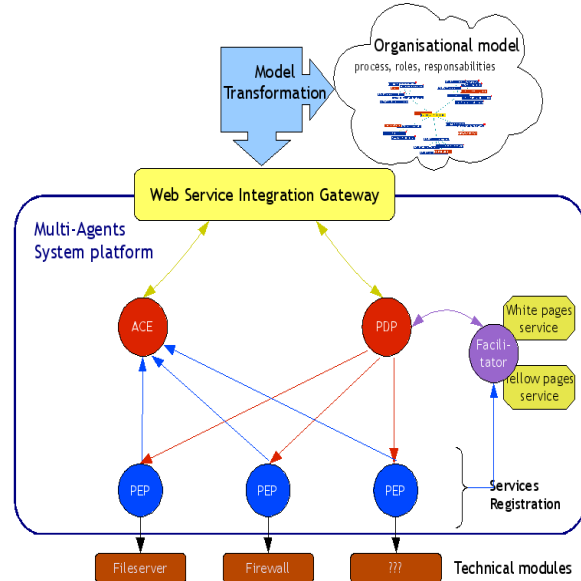 Organisational model
process, roles, responsabilities
Model
Transformation
Web Service Integration Gateway
Multi-Agents
System platform
ACE
PDP
White pages
service
Facili-
tator
Yellow pages
service
PEP
PEP
PEP
Services
Registration
Fileserver
Firewall
???
Technical modules